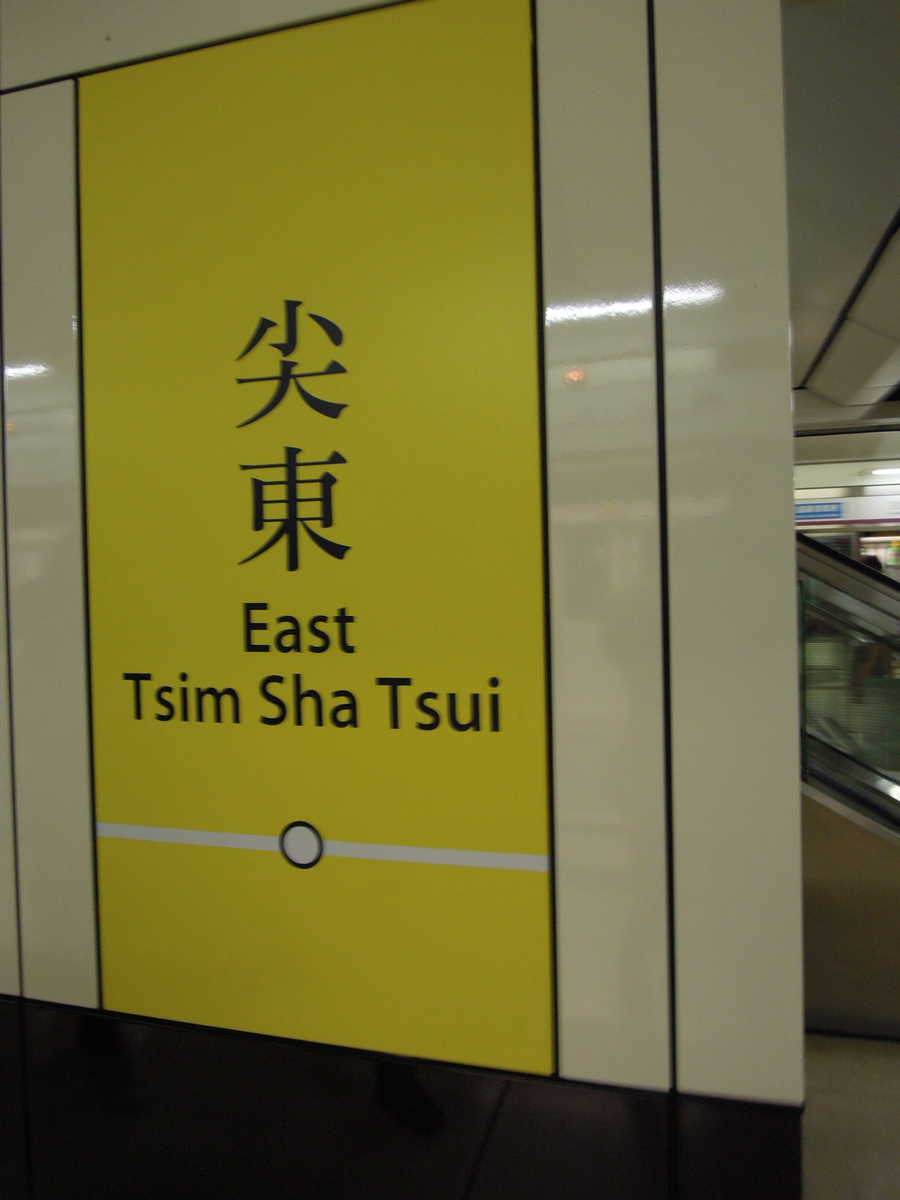 尖
東
East
Tsim Sha Tsui